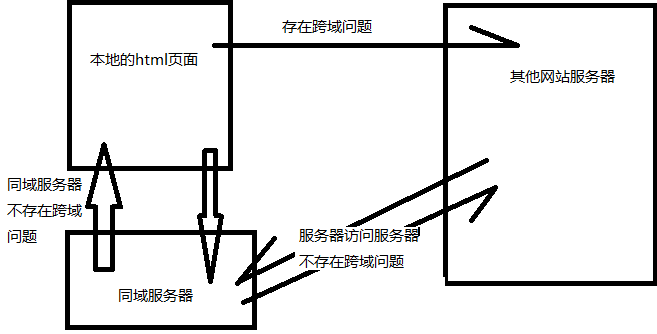 存在跨域问题
本地的html页面
其他网站服务器
同域服务器
不存在跨域
问题
服务器访问服务器
不存在跨域问题
同域服务器